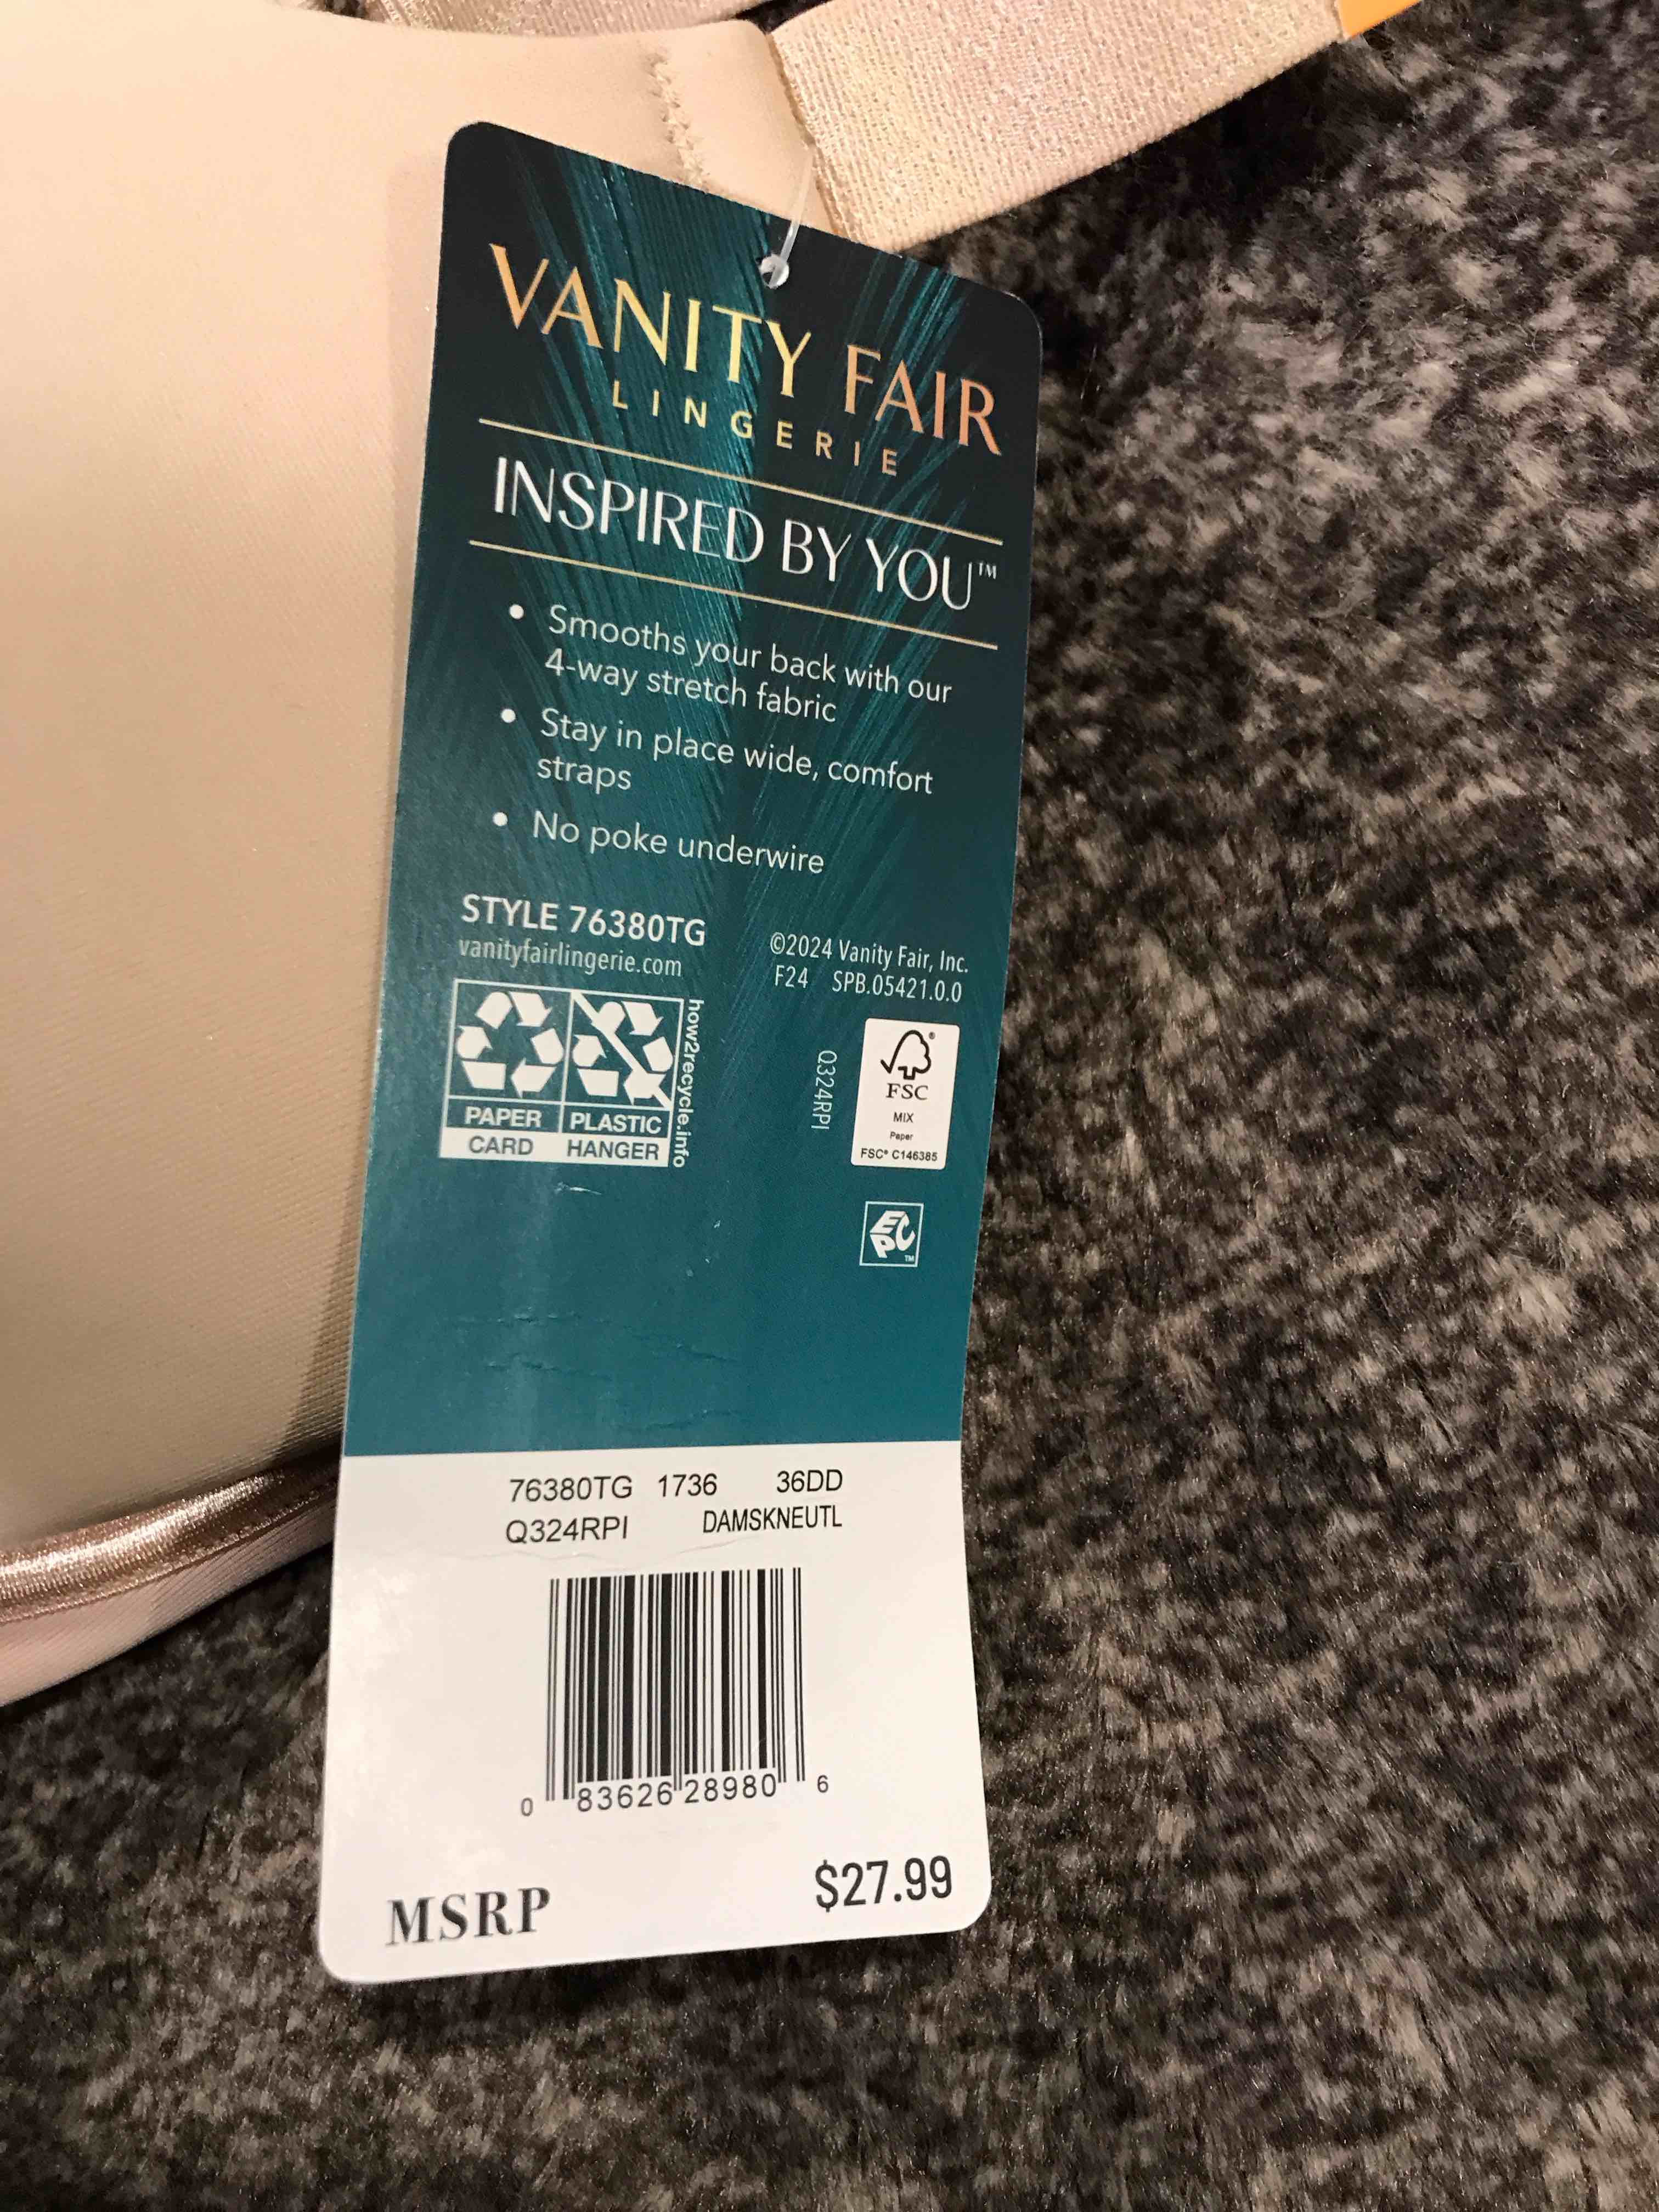 VANITY FAIR
LINGERIE
INSPIRED BY YOU™
• Smooths your back with our
4-way stretch fabric
• Stay in place wide, comfort
straps
• No poke underwire
STYLE 76380TG
vanityfairlingerie.com
©2024 Vanity Fair, Inc.
F24 SPB.05421.0.0
PAPER PLASTIC
CARD HANGER
how2recycle.info
Q324RPI
®
FSC
MIX
Paper
FSC® C146385
EPC™
76380TG 1736 36DD
Q324RPI DAMSKNEUTL
0 83626 28980 6
MSRP $27.99